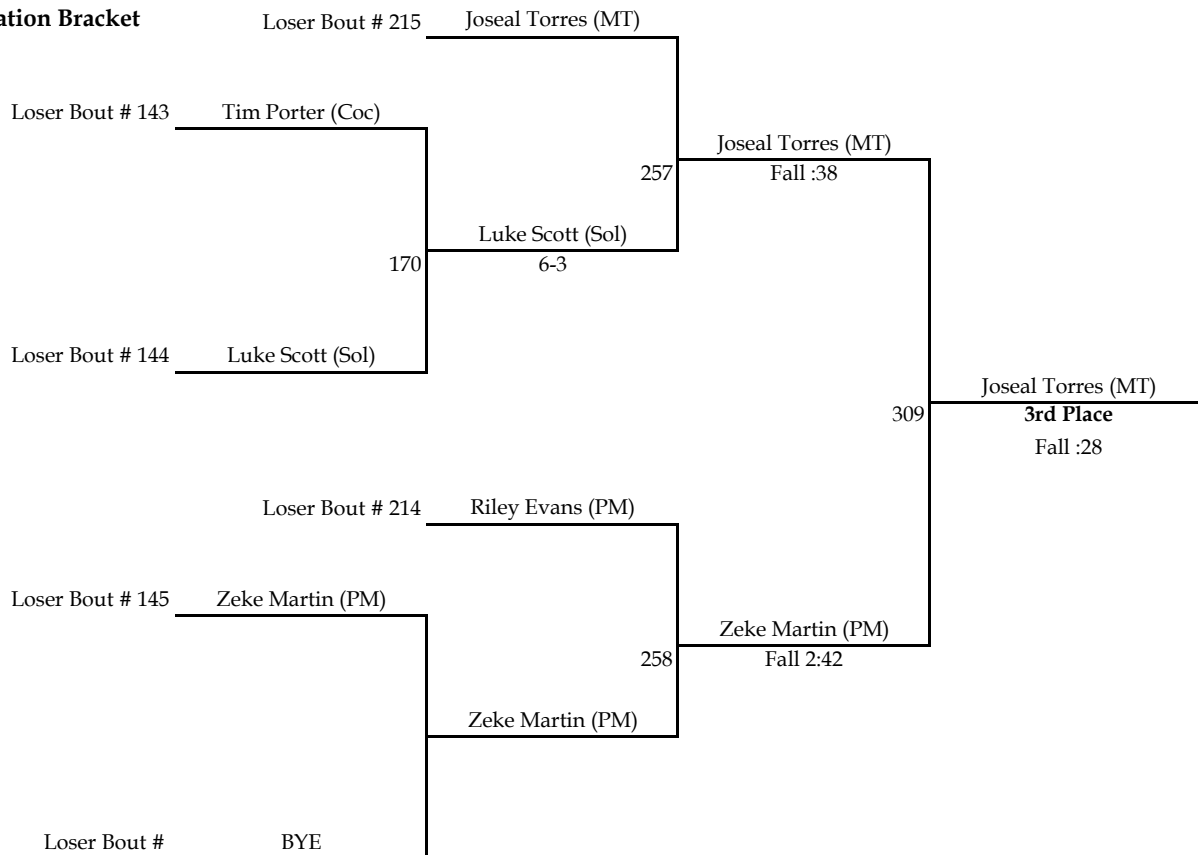 ation Bracket
Loser Bout # 215 Joseal Torres (MT)
Loser Bout # 143 Tim Porter (Coc)
Joseal Torres (MT)
257 Fall :38
Luke Scott (Sol)
170 6-3
Loser Bout # 144 Luke Scott (Sol)
Joseal Torres (MT)
309 3rd Place
Fall :28
Loser Bout # 214 Riley Evans (PM)
Loser Bout # 145 Zeke Martin (PM)
Zeke Martin (PM)
258 Fall 2:42
Zeke Martin (PM)
Loser Bout # BYE